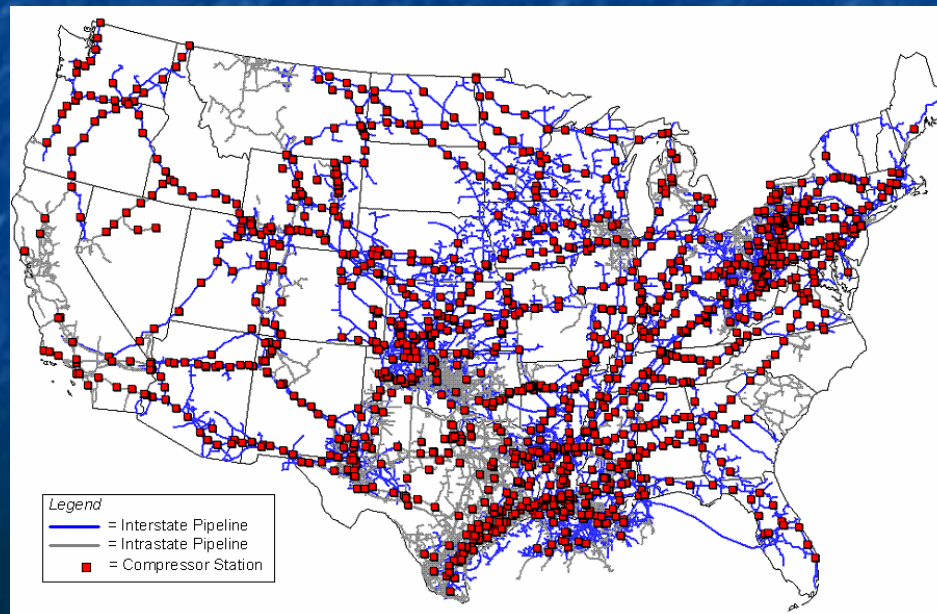 Legend
= Interstate Pipeline
= Intrastate Pipeline
= Compressor Station